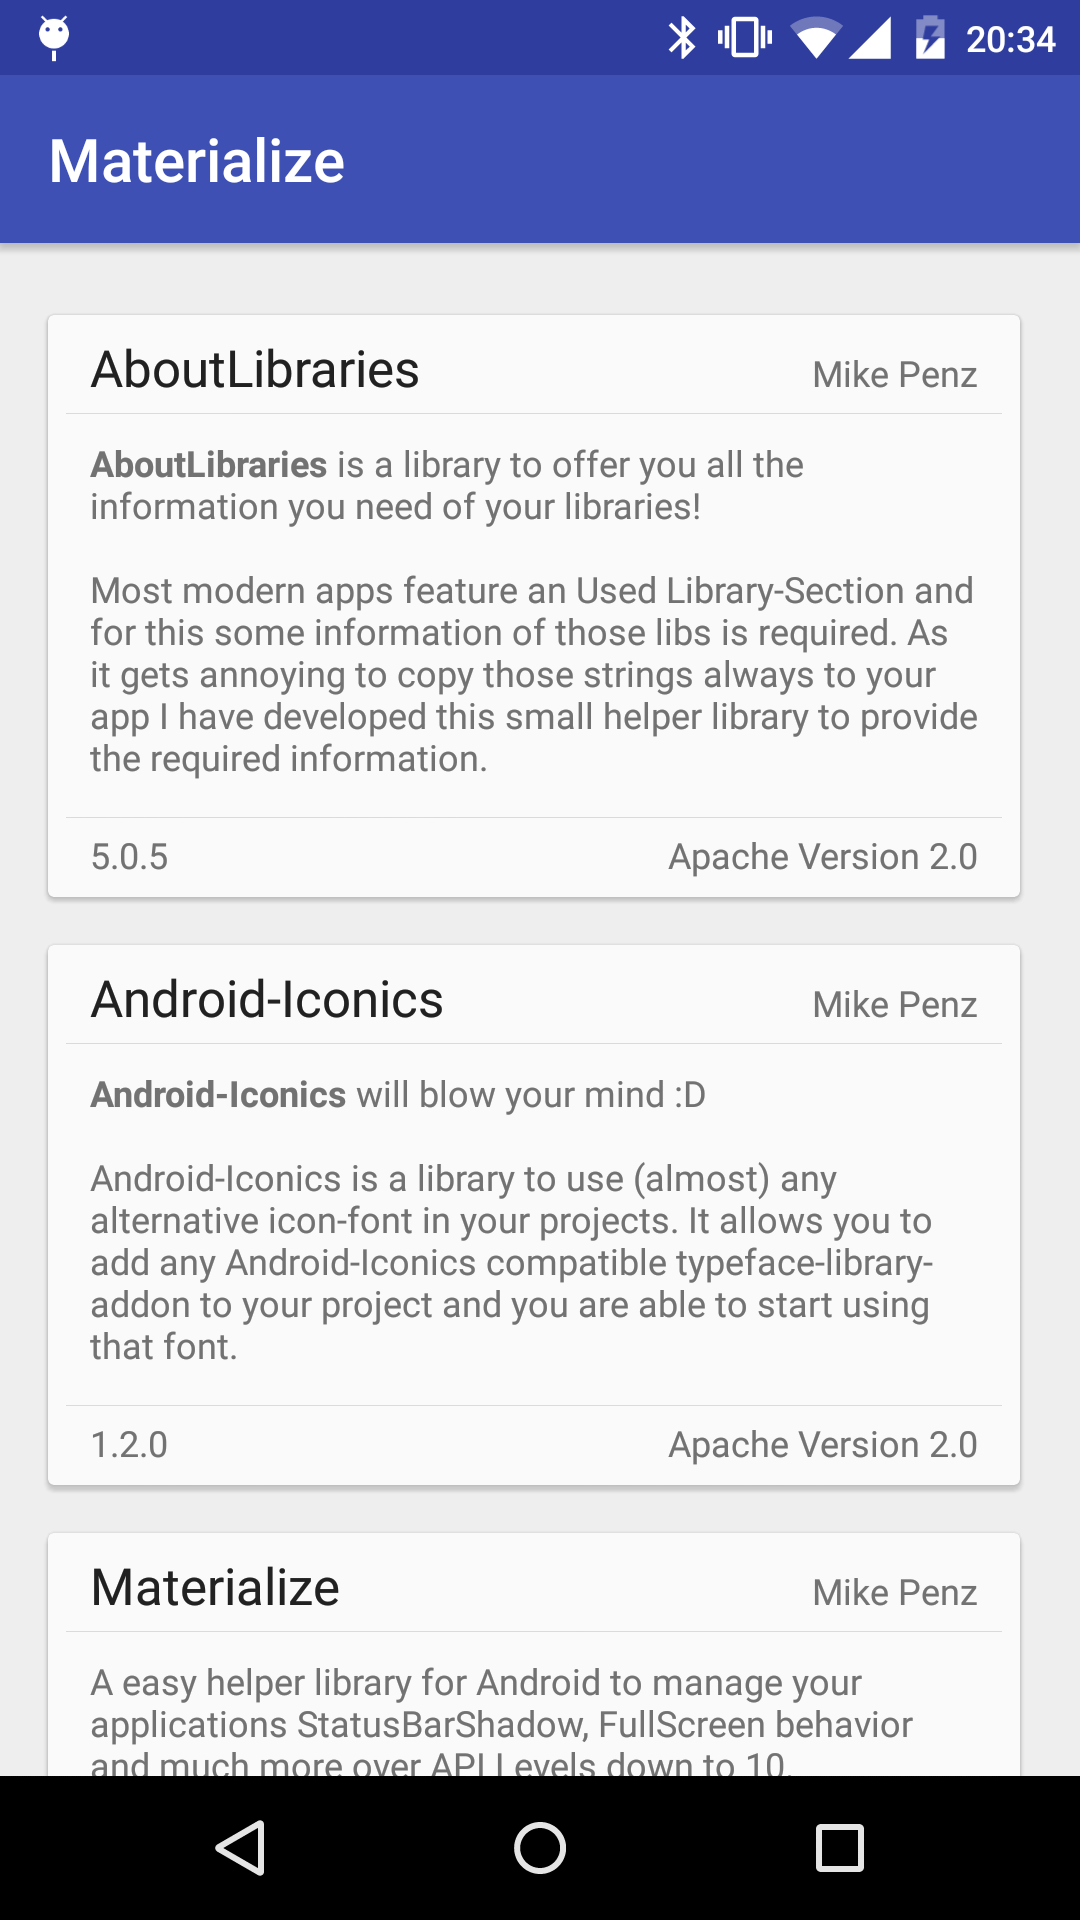 20:34
Materialize
AboutLibraries Mike Penz
AboutLibraries is a library to offer you all the
information you need of your libraries!
Most modern apps feature an Used Library-Section and
for this some information of those libs is required. As
it gets annoying to copy those strings always to your
app I have developed this small helper library to provide
the required information.
5.0.5 Apache Version 2.0
Android-Iconics Mike Penz
Android-Iconics will blow your mind :D
Android-Iconics is a library to use (almost) any
alternative icon-font in your projects. It allows you to
add any Android-Iconics compatible typeface-library-
addon to your project and you are able to start using
that font.
1.2.0 Apache Version 2.0
Materialize Mike Penz
A easy helper library for Android to manage your
applications StatusBarShadow, FullScreen behavior
and much more over API Levels down to 10.